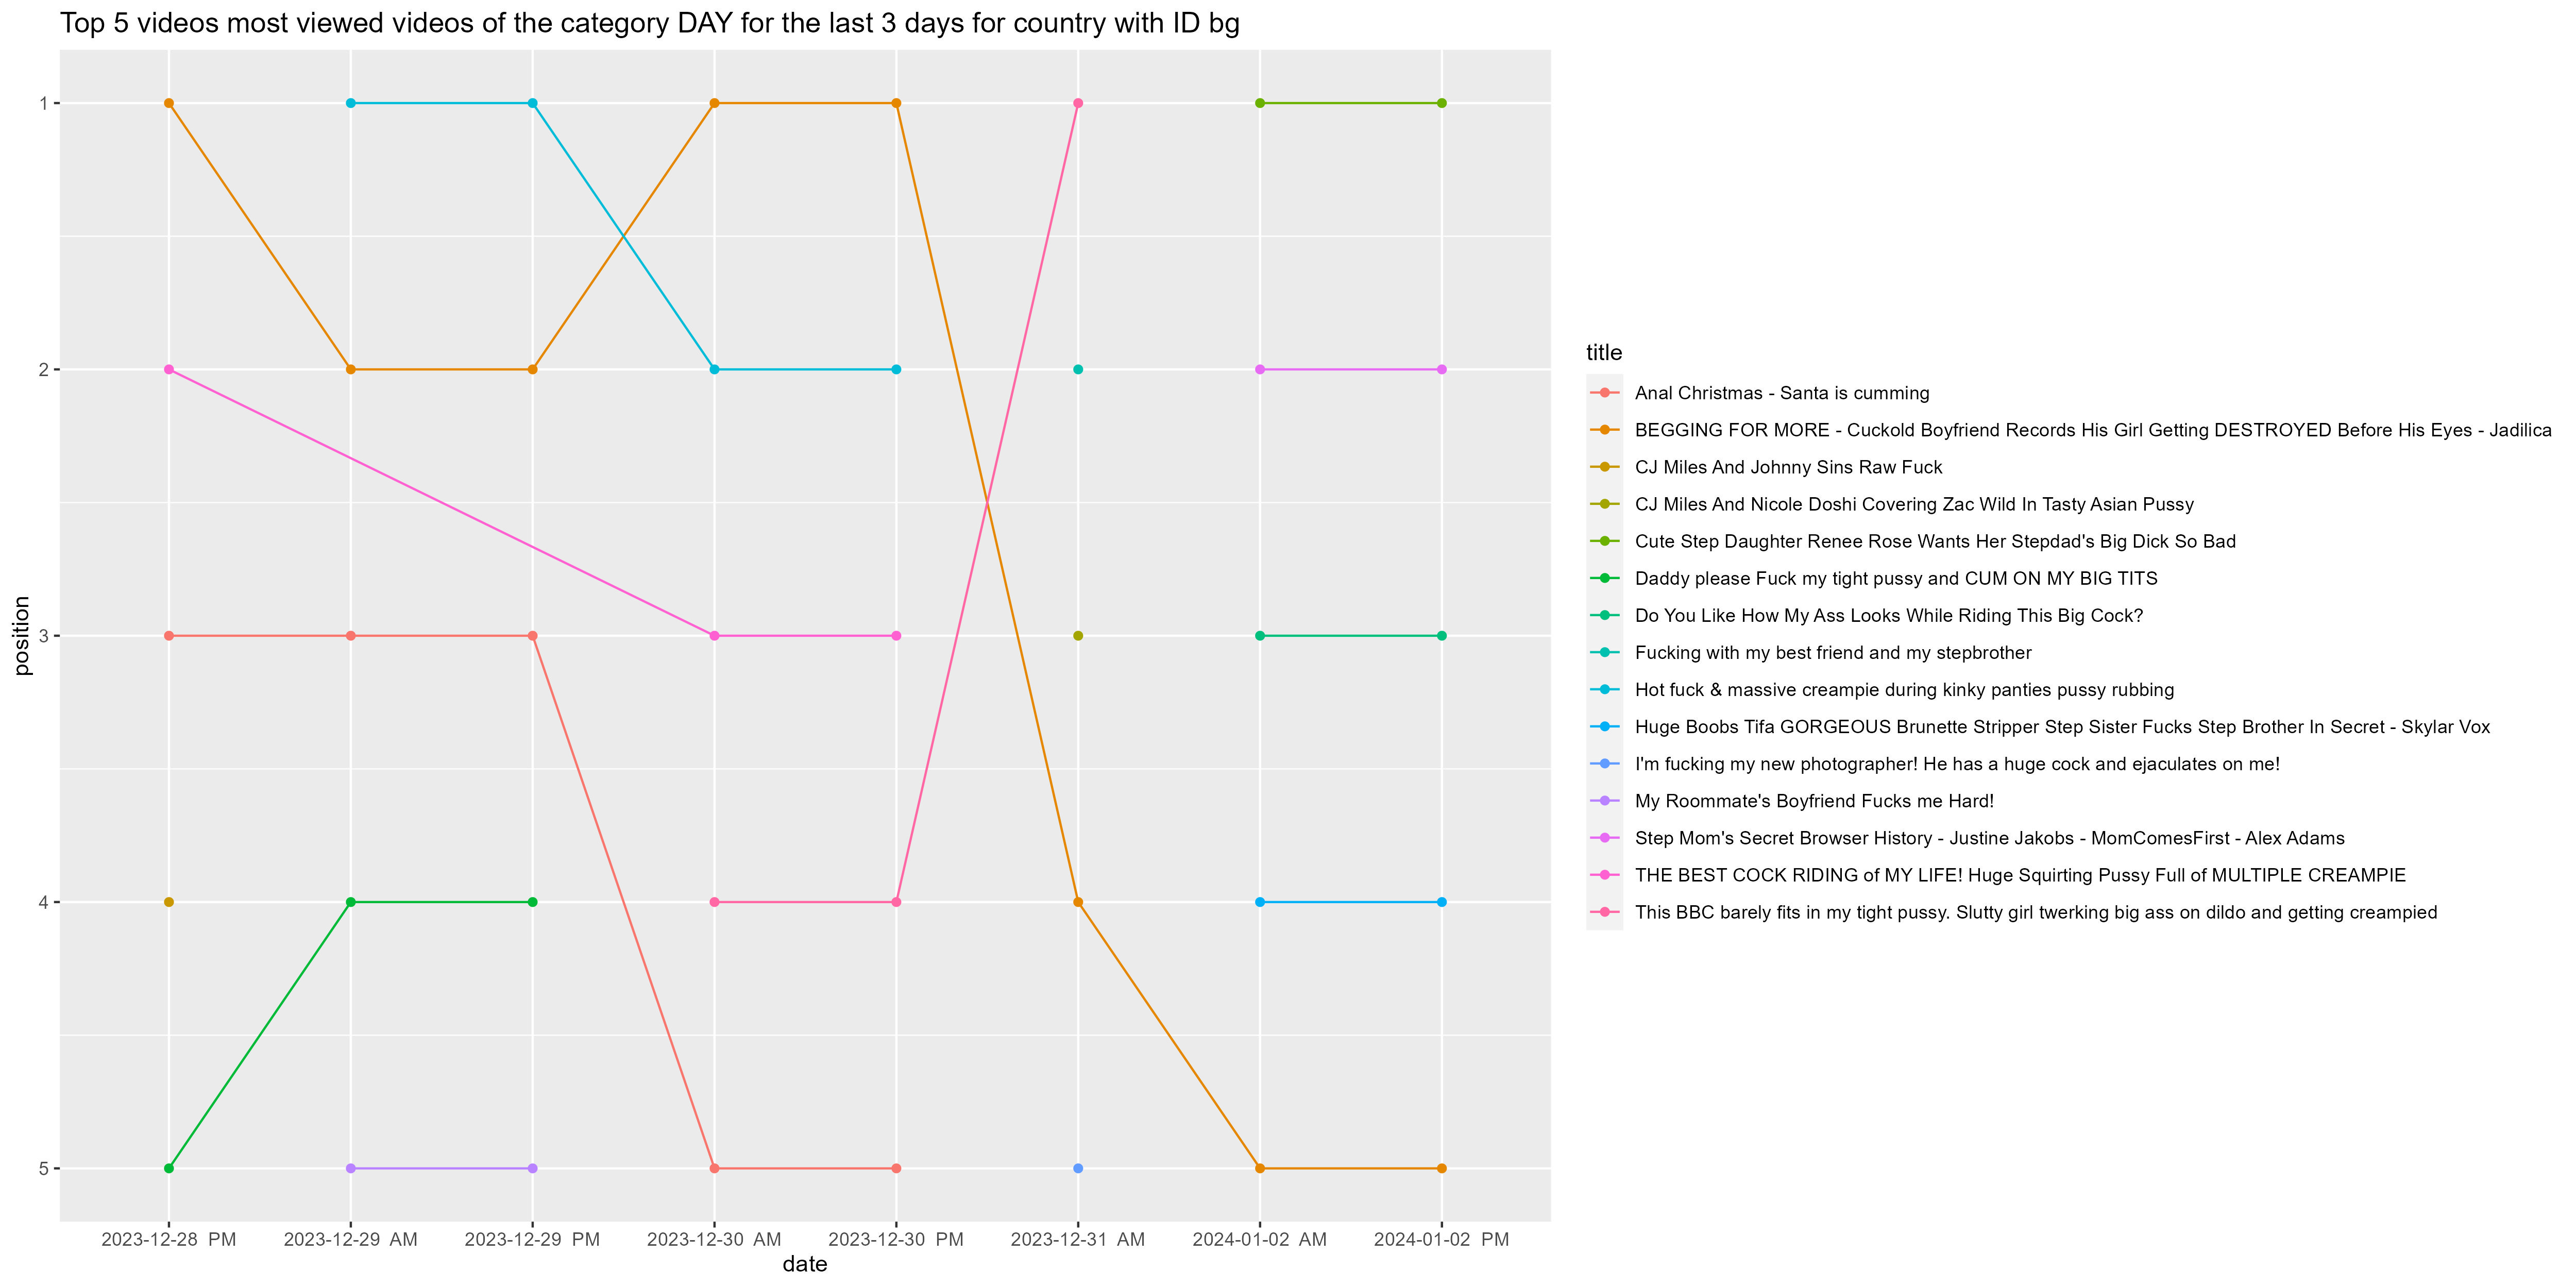 Top 5 videos most viewed videos of the category DAY for the last 3 days for country with ID bg
position
1
2
3
4
5
2023-12-28 PM
2023-12-29 AM
2023-12-29 PM
2023-12-30 AM
2023-12-30 PM
2023-12-31 AM
2024-01-02 AM
2024-01-02 PM
date
title
Anal Christmas - Santa is cumming
BEGGING FOR MORE - Cuckold Boyfriend Records His Girl Getting DESTROYED Before His Eyes - Jadilica
CJ Miles And Johnny Sins Raw Fuck
CJ Miles And Nicole Doshi Covering Zac Wild In Tasty Asian Pussy
Cute Step Daughter Renee Rose Wants Her Stepdad's Big Dick So Bad
Daddy please Fuck my tight pussy and CUM ON MY BIG TITS
Do You Like How My Ass Looks While Riding This Big Cock?
Fucking with my best friend and my stepbrother
Hot fuck & massive creampie during kinky panties pussy rubbing
Huge Boobs Tifa GORGEOUS Brunette Stripper Step Sister Fucks Step Brother In Secret - Skylar Vox
I'm fucking my new photographer! He has a huge cock and ejaculates on me!
My Roommate's Boyfriend Fucks me Hard!
Step Mom's Secret Browser History - Justine Jakobs - MomComesFirst - Alex Adams
THE BEST COCK RIDING of MY LIFE! Huge Squirting Pussy Full of MULTIPLE CREAMPIE
This BBC barely fits in my tight pussy. Slutty girl twerking big ass on dildo and getting creampied